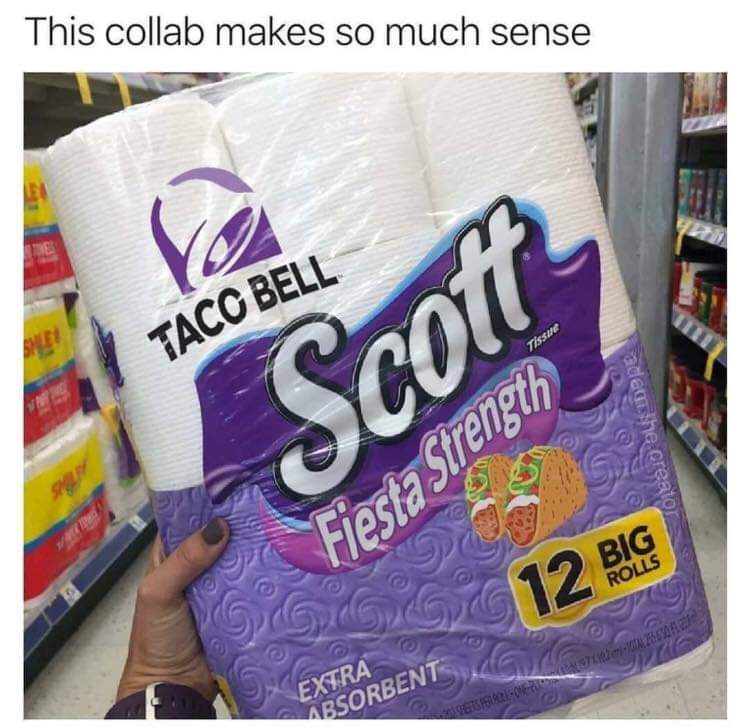 This collab makes so much sense
TACO BELL
Scott
Tissue
Fiesta Strength
12 BIG
ROLLS
EXTRA
ABSORBENT